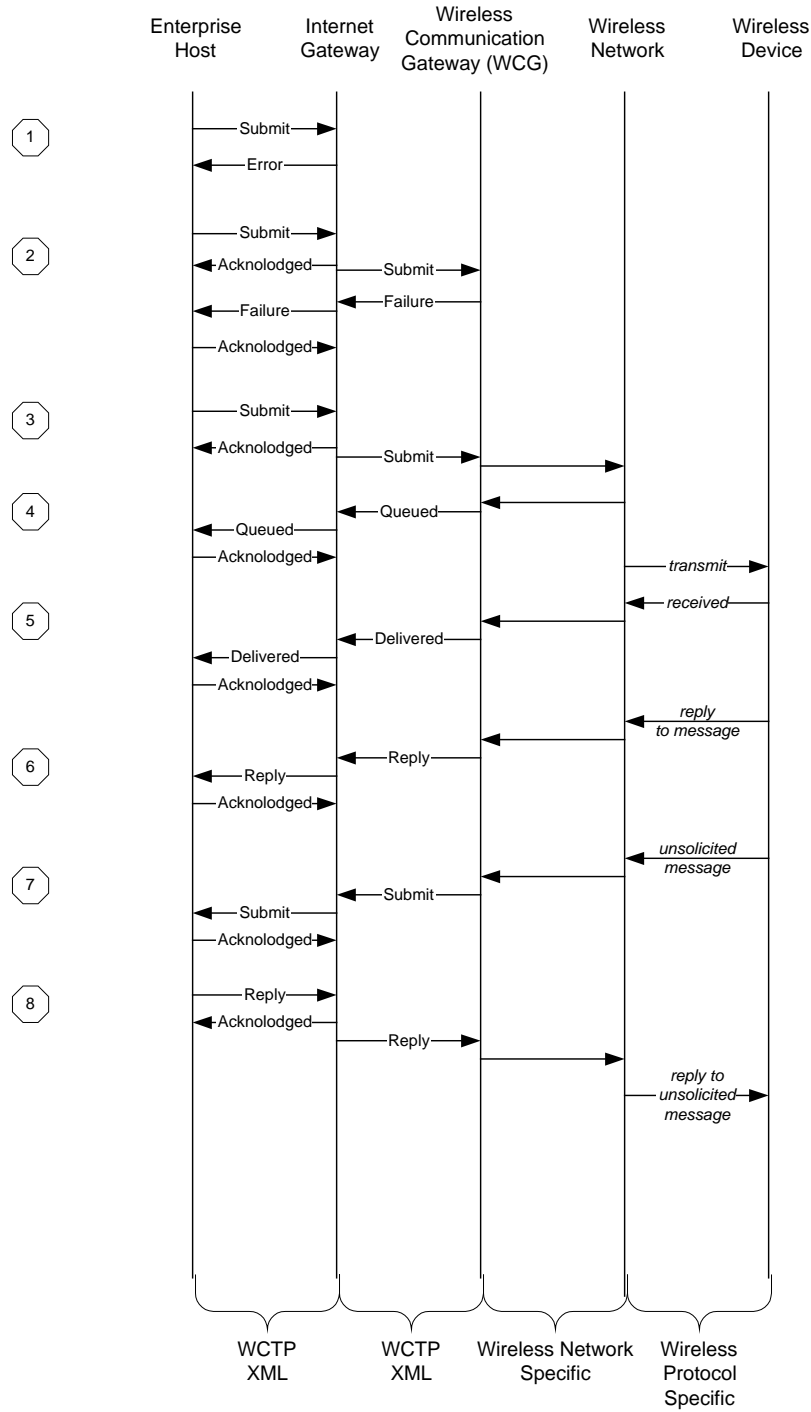 Enterprise
Host
Internet
Gateway
Wireless
Communication
Gateway (WCG)
Wireless
Network
Wireless
Device
1
Submit
Error
2
Submit
Acknolodged
Submit
Failure
Failure
Acknolodged
3
Submit
Acknolodged
Submit
4
Queued
Queued
Acknolodged
transmit
5
received
Delivered
Delivered
Acknolodged
reply
to message
6
Reply
Reply
Acknolodged
unsolicited
message
7
Submit
Submit
Acknolodged
8
Reply
Acknolodged
Reply
reply to
unsolicited
message
WCTP
XML
WCTP
XML
Wireless Network
Specific
Wireless
Protocol
Specific